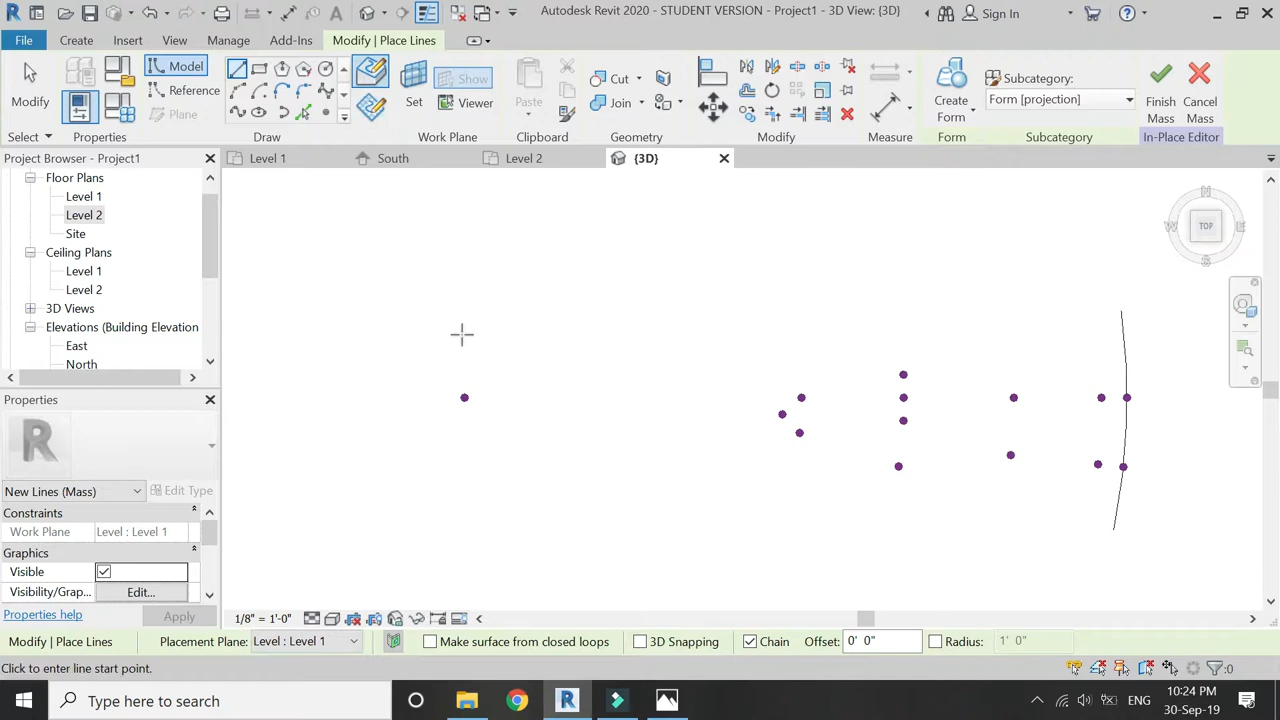 Autodesk Revit 2020 - STUDENT VERSION - Project1 - 3D View: {3D}
Sign In
File
Create
Insert
View
Manage
Add-Ins
Modify | Place Lines
Modify
Model
Reference
Plane
Set
Show
Viewer
Paste
Cut
Join
Create
Form
Subcategory:
Form [projection]
Finish
Mass
Cancel
Mass
Select
Properties
Draw
Work Plane
Clipboard
Geometry
Modify
Measure
Form
Subcategory
In-Place Editor
Project Browser - Project1
Level 1
South
Level 2
{3D}
Floor Plans
Level 1
Level 2
Site
Ceiling Plans
Level 1
Level 2
3D Views
Elevations (Building Elevation
East
North
N
W
TOP
E
S
Properties
R
New Lines (Mass)
Edit Type
Constraints
Work Plane
Level : Level 1
Graphics
Visible
Visibility/Grap...
Edit...
Properties help
Apply
1/8" = 1'-0"
Modify | Place Lines
Placement Plane:
Level : Level 1
Make surface from closed loops
3D Snapping
Chain
Offset:
0' 0"
Radius:
1' 0"
Click to enter line start point.
:0
Type here to search
ENG
10:24 PM
30-Sep-19